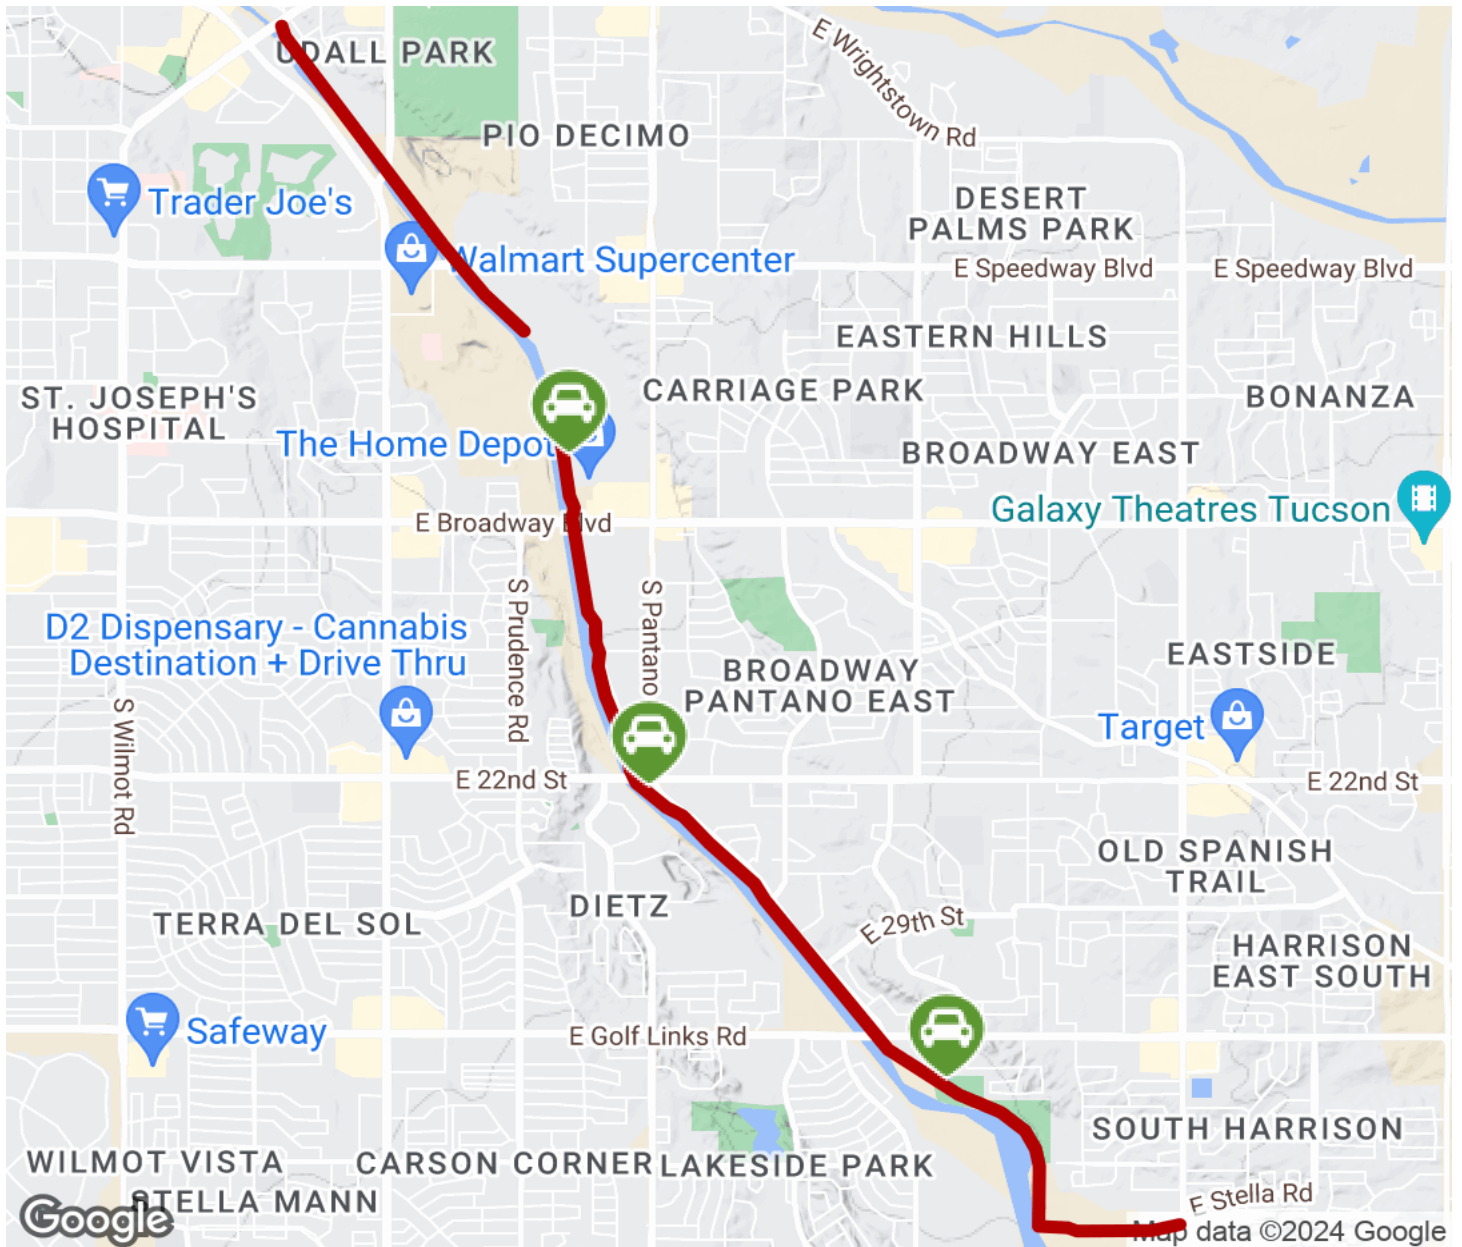 UDALL PARK
E Wrightstown Rd
PIO DECIMO
Trader Joe's
DESERT
PALMS PARK
Walmart Supercenter
E Speedway Blvd
E Speedway Blvd
EASTERN HILLS
ST. JOSEPH'S
HOSPITAL
CARRIAGE PARK
BONANZA
The Home Depot
BROADWAY EAST
Galaxy Theatres Tucson
E Broadway Blvd
S Prudence Rd
S Pantano
D2 Dispensary - Cannabis
Destination + Drive Thru
EASTSIDE
BROADWAY
PANTANO EAST
S Wilmot Rd
Target
E 22nd St
E 22nd St
OLD SPANISH
TRAIL
DIETZ
TERRA DEL SOL
E 29th St
HARRISON
EAST SOUTH
Safeway
E Golf Links Rd
SOUTH HARRISON
WILMOT VISTA
CARSON CORNER
LAKESIDE PARK
STELLA MANN
E Stella Rd
Google
Map data ©2024 Google